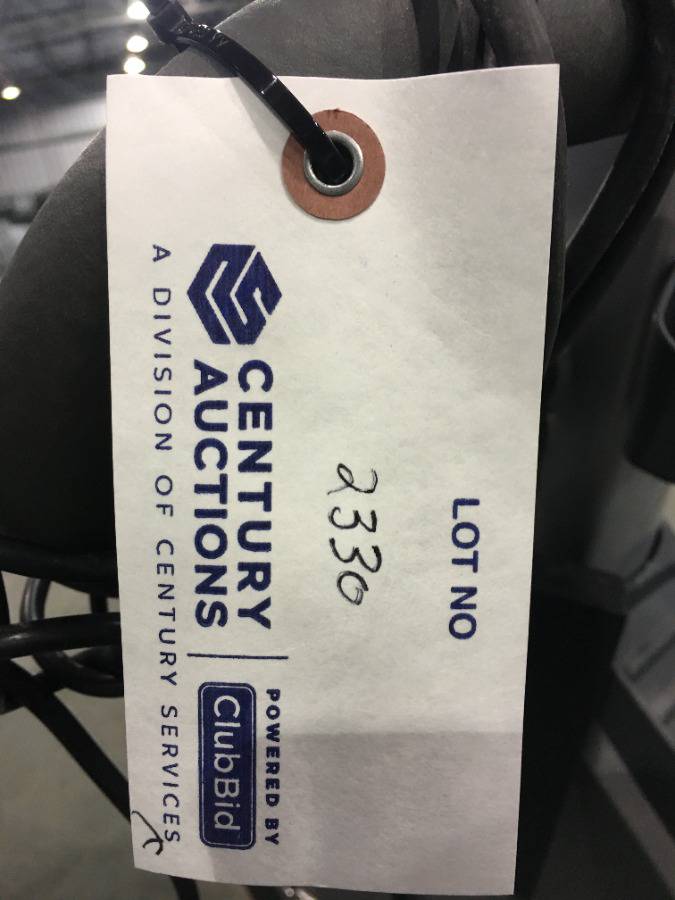 LOT NO
2330
CENTURY
AUCTIONS
POWERED BY
ClubBid
A DIVISION OF CENTURY SERVICES